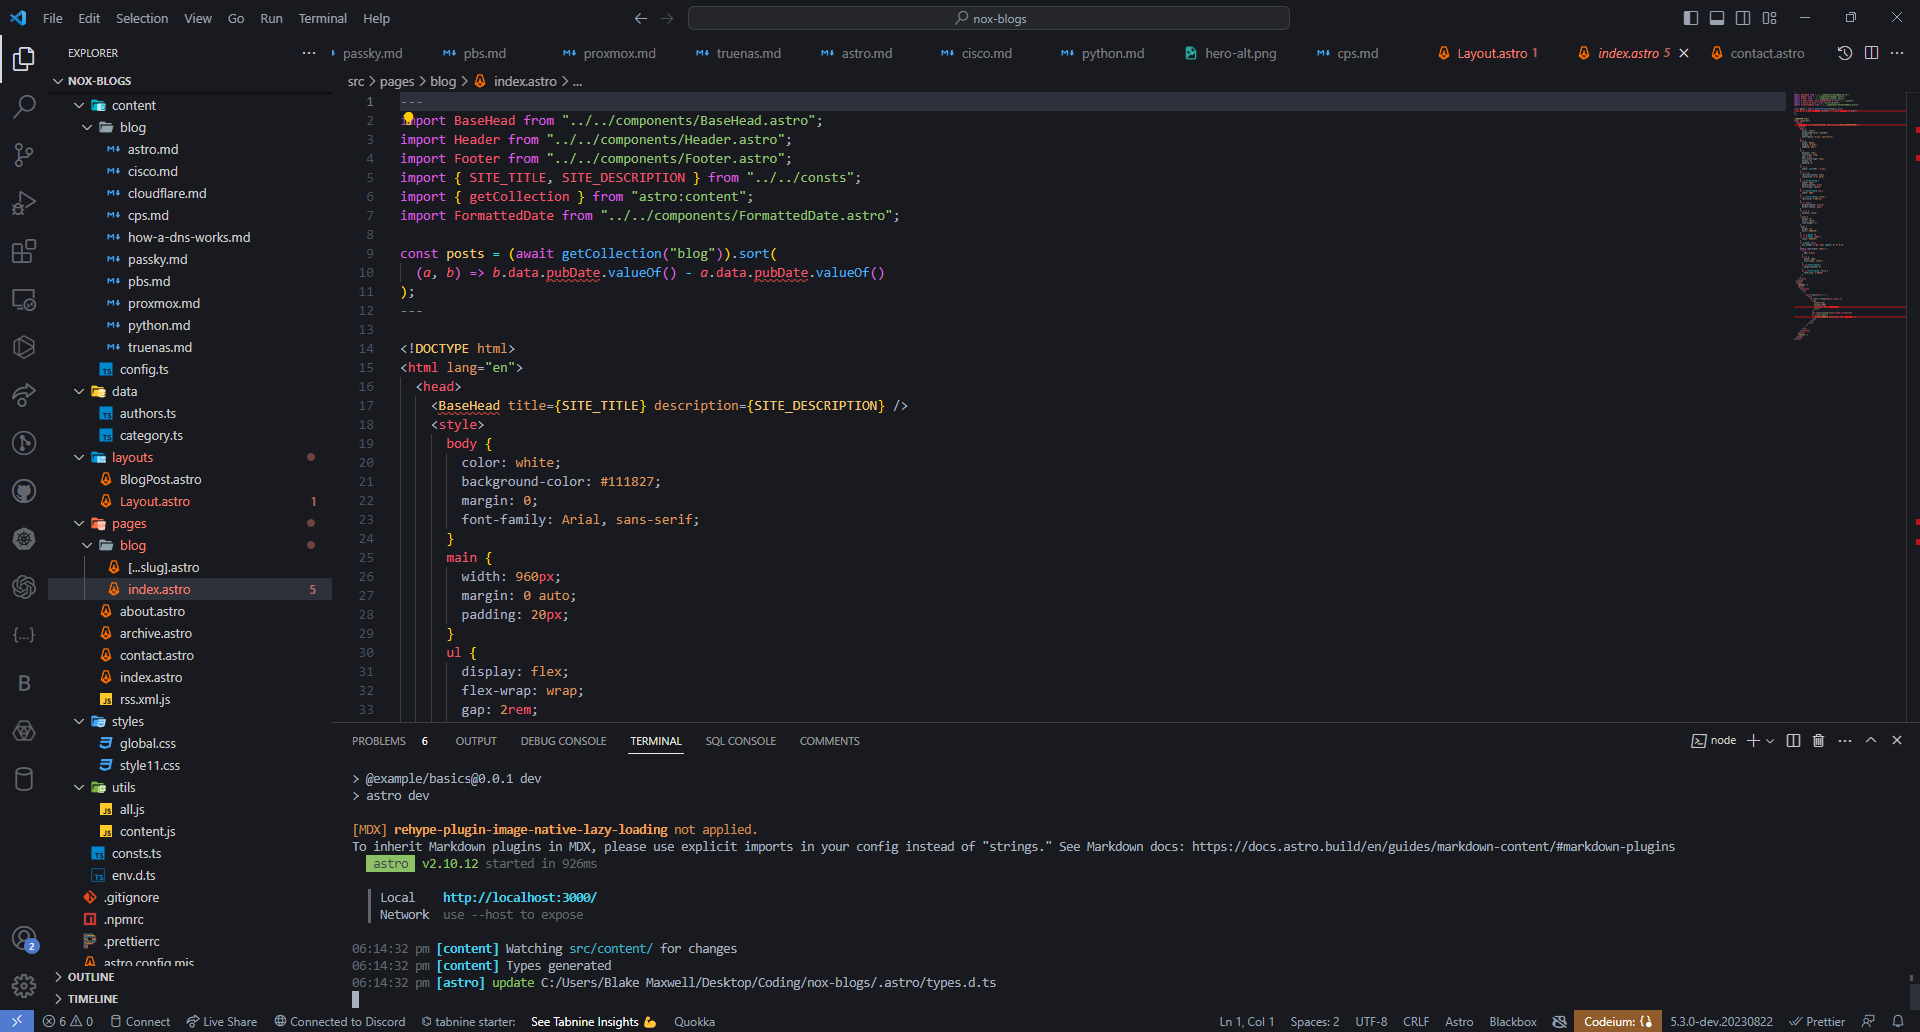 File Edit Selection View Go Run Terminal Help
nox-blogs
EXPLORER
passky.md pbs.md proxmox.md truenas.md astro.md cisco.md python.md hero-alt.png cps.md Layout.astro 1 index.astro 5 contact.astro
NOX-BLOGS
src > pages > blog > index.astro > ...
content
blog
astro.md
cisco.md
cloudflare.md
cps.md
how-a-dns-works.md
passky.md
pbs.md
proxmox.md
python.md
truenas.md
config.ts
data
authors.ts
category.ts
layouts
BlogPost.astro
Layout.astro 1
pages
blog
[...slug].astro
index.astro 5
about.astro
archive.astro
contact.astro
index.astro
rss.xml.js
styles
global.css
style11.css
utils
all.js
content.js
consts.ts
env.d.ts
.gitignore
.npmrc
.prettierrc
astro.config.mjs
OUTLINE
TIMELINE
1 ---
2 import BaseHead from "../../components/BaseHead.astro";
3 import Header from "../../components/Header.astro";
4 import Footer from "../../components/Footer.astro";
5 import { SITE_TITLE, SITE_DESCRIPTION } from "../../consts";
6 import { getCollection } from "astro:content";
7 import FormattedDate from "../../components/FormattedDate.astro";
8
9 const posts = (await getCollection("blog")).sort(
10 (a, b) => b.data.pubDate.valueOf() - a.data.pubDate.valueOf()
11 );
12 ---
13
14 <!DOCTYPE html>
15 <html lang="en">
16 <head>
17 <BaseHead title={SITE_TITLE} description={SITE_DESCRIPTION} />
18 <style>
19 body {
20 color: white;
21 background-color: #111827;
22 margin: 0;
23 font-family: Arial, sans-serif;
24 }
25 main {
26 width: 960px;
27 margin: 0 auto;
28 padding: 20px;
29 }
30 ul {
31 display: flex;
32 flex-wrap: wrap;
33 gap: 2rem;
PROBLEMS 6 OUTPUT DEBUG CONSOLE TERMINAL SQL CONSOLE COMMENTS
node
> @example/basics@0.0.1 dev
> astro dev
[MDX] rehype-plugin-image-native-lazy-loading not applied.
To inherit Markdown plugins in MDX, please use explicit imports in your config instead of "strings." See Markdown docs: https://docs.astro.build/en/guides/markdown-content/#markdown-plugins
astro v2.10.12 started in 926ms
Local http://localhost:3000/
Network use --host to expose
06:14:32 pm [content] Watching src/content/ for changes
06:14:32 pm [content] Types generated
06:14:32 pm [astro] update C:/Users/Blake Maxwell/Desktop/Coding/nox-blogs/.astro/types.d.ts
2
6 0 Connect Live Share Connected to Discord tabnine starter: See Tabnine Insights 💪 Quokka
Ln 1, Col 1 Spaces: 2 UTF-8 CRLF Astro Blackbox Codeium: {} 5.3.0-dev.20230822 Prettier